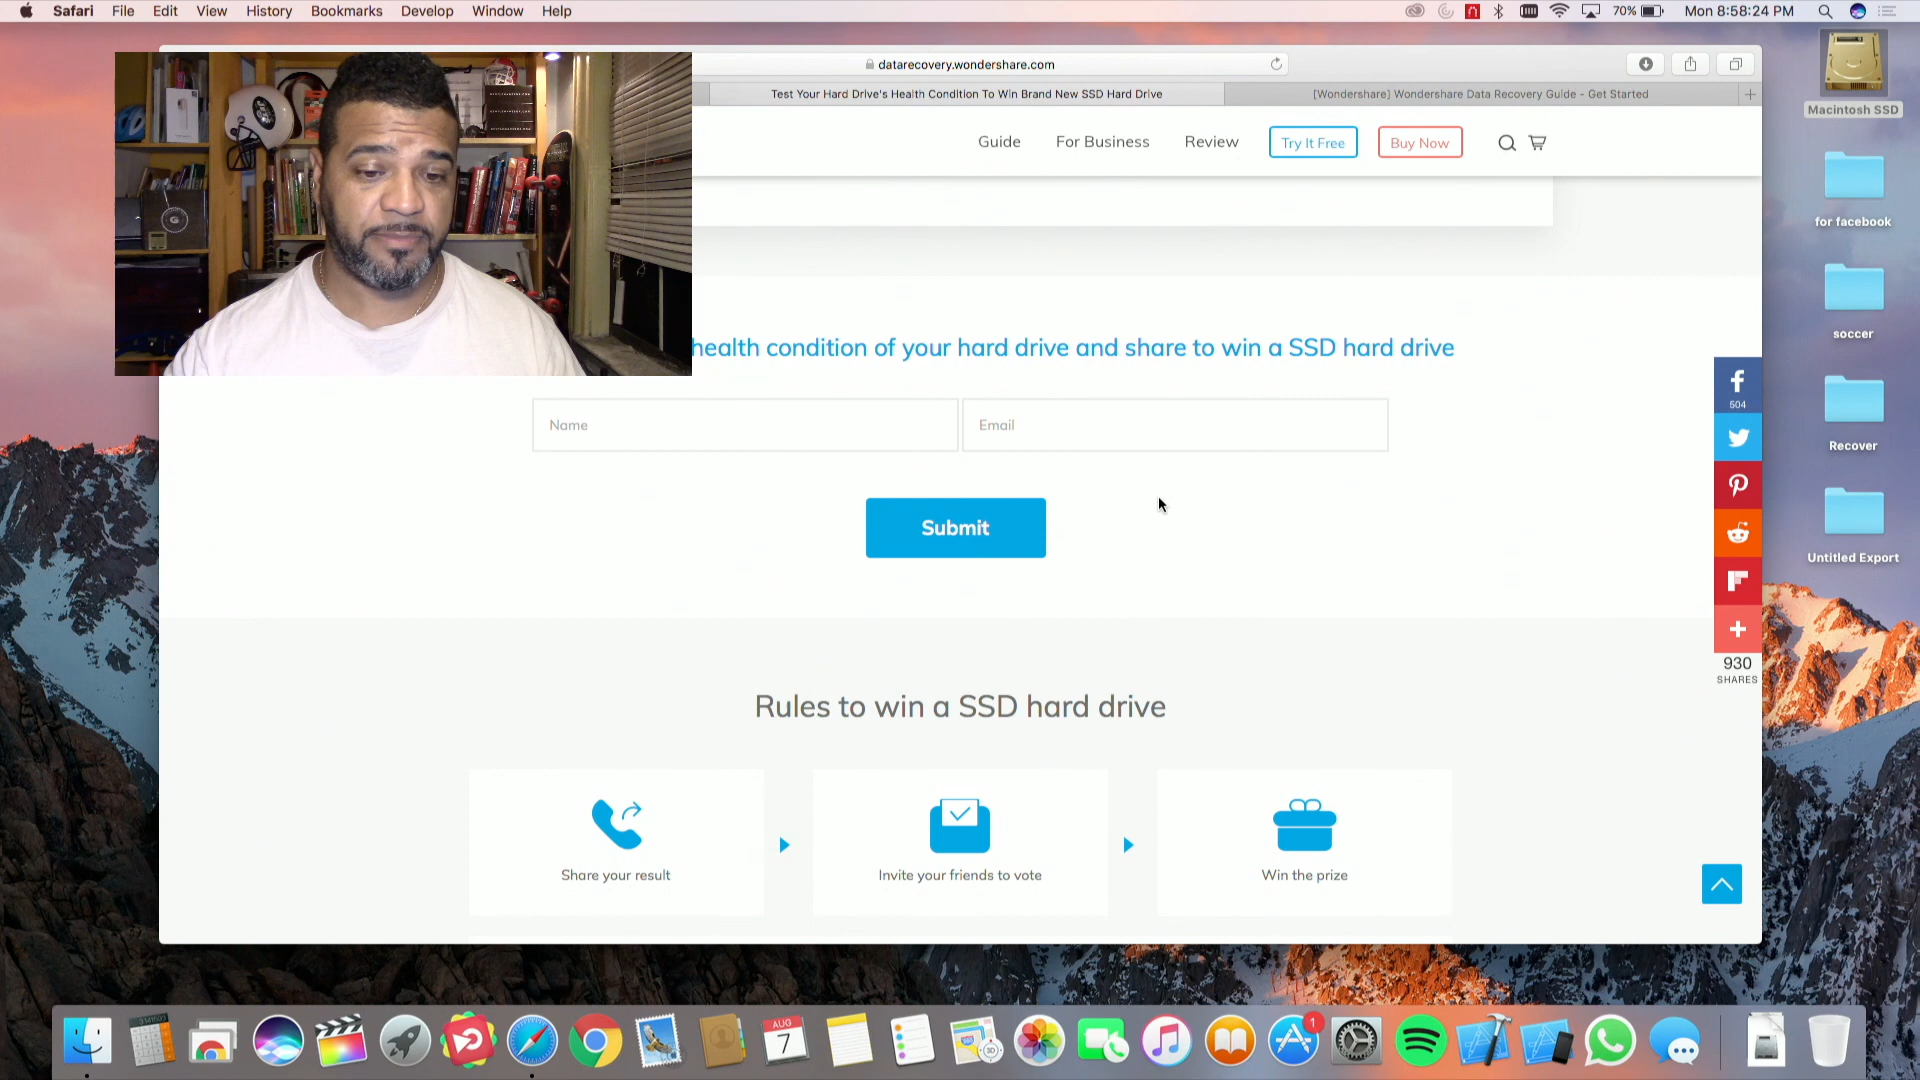 Safari File Edit View History Bookmarks Develop Window Help
70% Mon 8:58:24 PM
datarecovery.wondershare.com
Test Your Hard Drive's Health Condition To Win Brand New SSD Hard Drive
[Wondershare] Wondershare Data Recovery Guide - Get Started
Macintosh SSD
Guide For Business Review Try It Free Buy Now
for facebook
soccer
health condition of your hard drive and share to win a SSD hard drive
504
Name Email
Recover
Submit
Untitled Export
930
SHARES
Rules to win a SSD hard drive
Share your result
Invite your friends to vote
Win the prize
AUG
7
3D
1